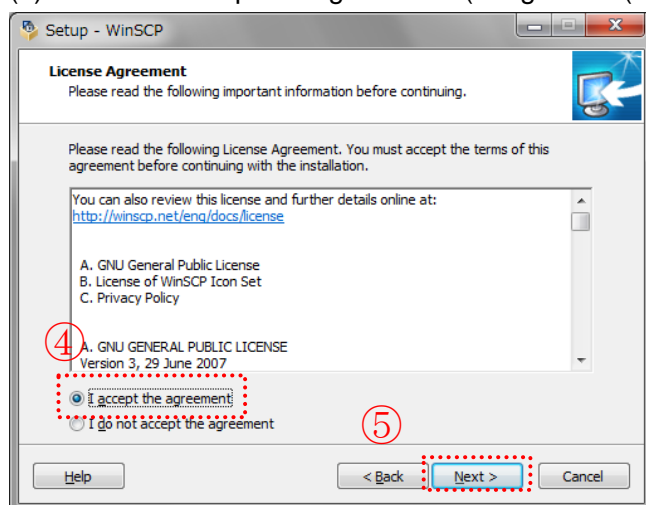 Setup - WinSCP
License Agreement
Please read the following important information before continuing.
Please read the following License Agreement. You must accept the terms of this
agreement before continuing with the installation.
You can also review this license and further details online at:
http://winscp.net/eng/docs/license
A. GNU General Public License
B. License of WinSCP Icon Set
C. Privacy Policy
④
A. GNU GENERAL PUBLIC LICENSE
Version 3, 29 June 2007
I accept the agreement
I do not accept the agreement
⑤
Help
< Back
Next >
Cancel